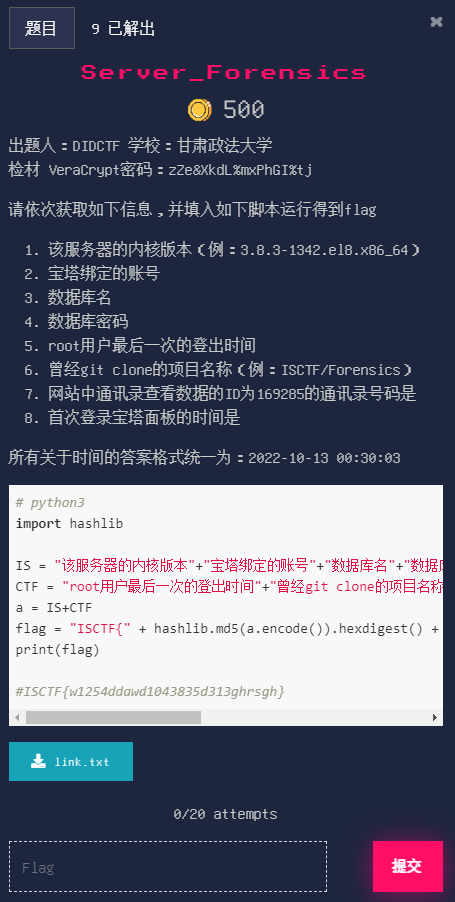 题目 9 已解出 ×
Server_Forensics
500
出题人：DIDCTF 学校：甘肃政法大学
检材 VeraCrypt密码：zZe&XkdL%mxPhGI%tj
请依次获取如下信息，并填入如下脚本运行得到flag
1. 该服务器的内核版本（例：3.8.3-1342.el8.x86_64）
2. 宝塔绑定的账号
3. 数据库名
4. 数据库密码
5. root用户最后一次的登出时间
6. 曾经git clone的项目名称（例：ISCTF/Forensics）
7. 网站中通讯录查看数据的ID为169285的通讯录号码是
8. 首次登录宝塔面板的时间是
所有关于时间的答案格式统一为：2022-10-13 00:30:03
# python3
import hashlib
IS = "该服务器的内核版本"+"宝塔绑定的账号"+"数据库名"+"数据库
CTF = "root用户最后一次的登出时间"+"曾经git clone的项目名称
a = IS+CTF
flag = "ISCTF{" + hashlib.md5(a.encode()).hexdigest() +
print(flag)
#ISCTF{w1254ddawd1043835d313ghrsgh}
link.txt
0/20 attempts
Flag
提交